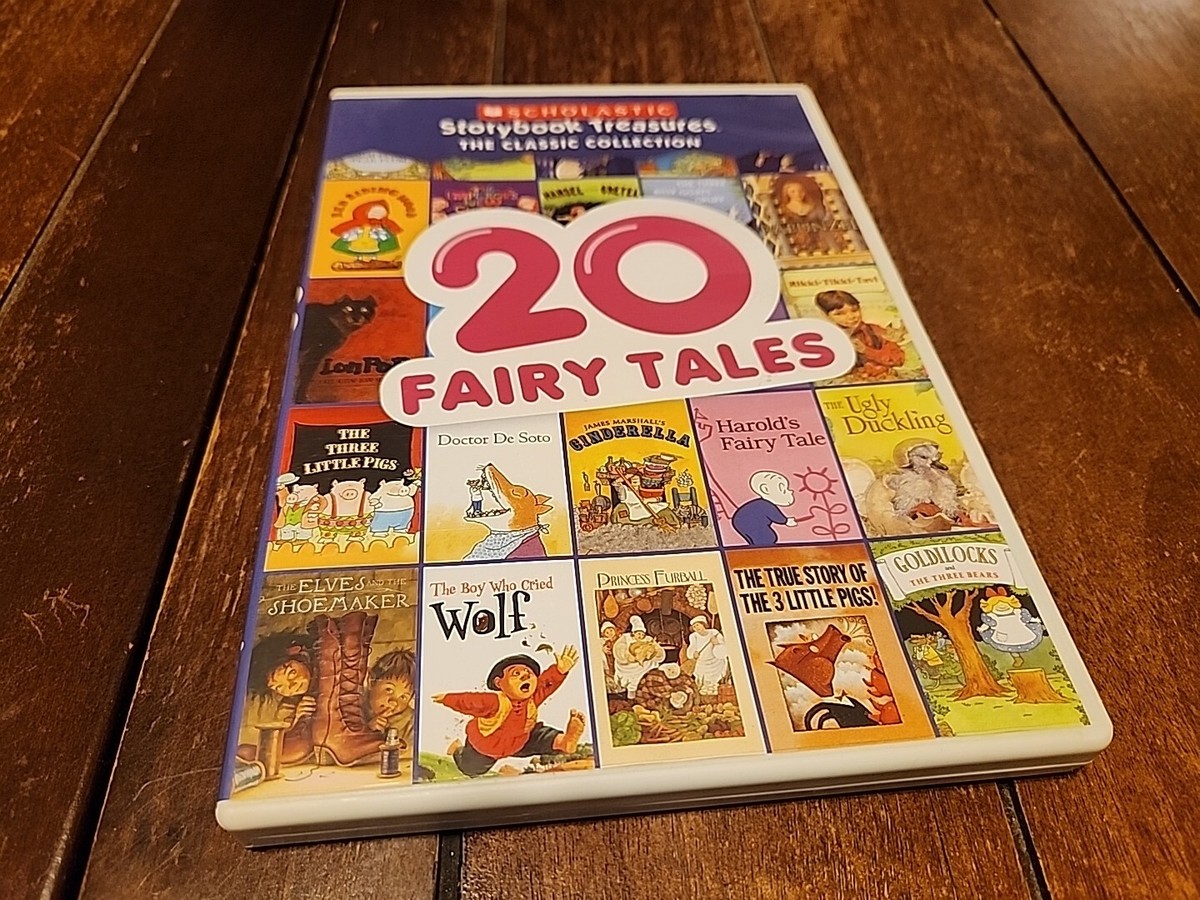 SCHOLASTIC
Storybook Treasures
THE CLASSIC COLLECTION
RED RIDING HOOD
HANSEL GRETEL
Rikki-Tikki-Tavi
20
FAIRY TALES
Lon Po
THE
THREE
LITTLE PIGS
Doctor De Soto
JAMES MARSHALL'S
CINDERELLA
Harold's
Fairy Tale
THE Ugly
Duckling
THE ELVES AND THE
SHOEMAKER
The Boy Who Cried
Wolf
PRINCESS FURBALL
THE TRUE STORY OF
THE 3 LITTLE PIGS!
GOLDILOCKS
and
THE THREE BEARS